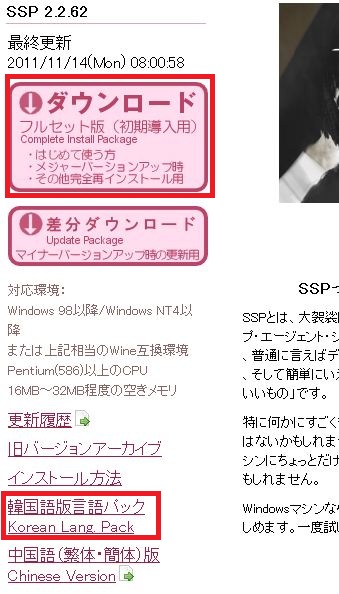 SSP 2.2.62
最終更新
2011/11/14(Mon) 08:00:58
ダウンロード
フルセット版（初期導入用）
Complete Install Package
・はじめて使う方
・メジャーバージョンアップ時
・その他完全再インストール用
差分ダウンロード
Update Package
マイナーバージョンアップ時の更新用
対応環境：
Windows 98以降/Windows NT4以
降
または上記相当のWine互換環境
Pentium(586)以上のCPU
16MB～32MB程度の空きメモリ
更新履歴
旧バージョンアーカイブ
インストール方法
韓国語版言語パック
Korean Lang. Pack
中国語（繁体・簡体）版
Chinese Version
SSPっ
SSPとは、大袈裟
プ・エージェント・シ
、普通に言えばデ
、そして簡単にい
いいもの」です。
特に何かにすごく
はないかもしれま
シンにちょっとだけ
もしれません。
Windowsマシンな
しめます。一度試